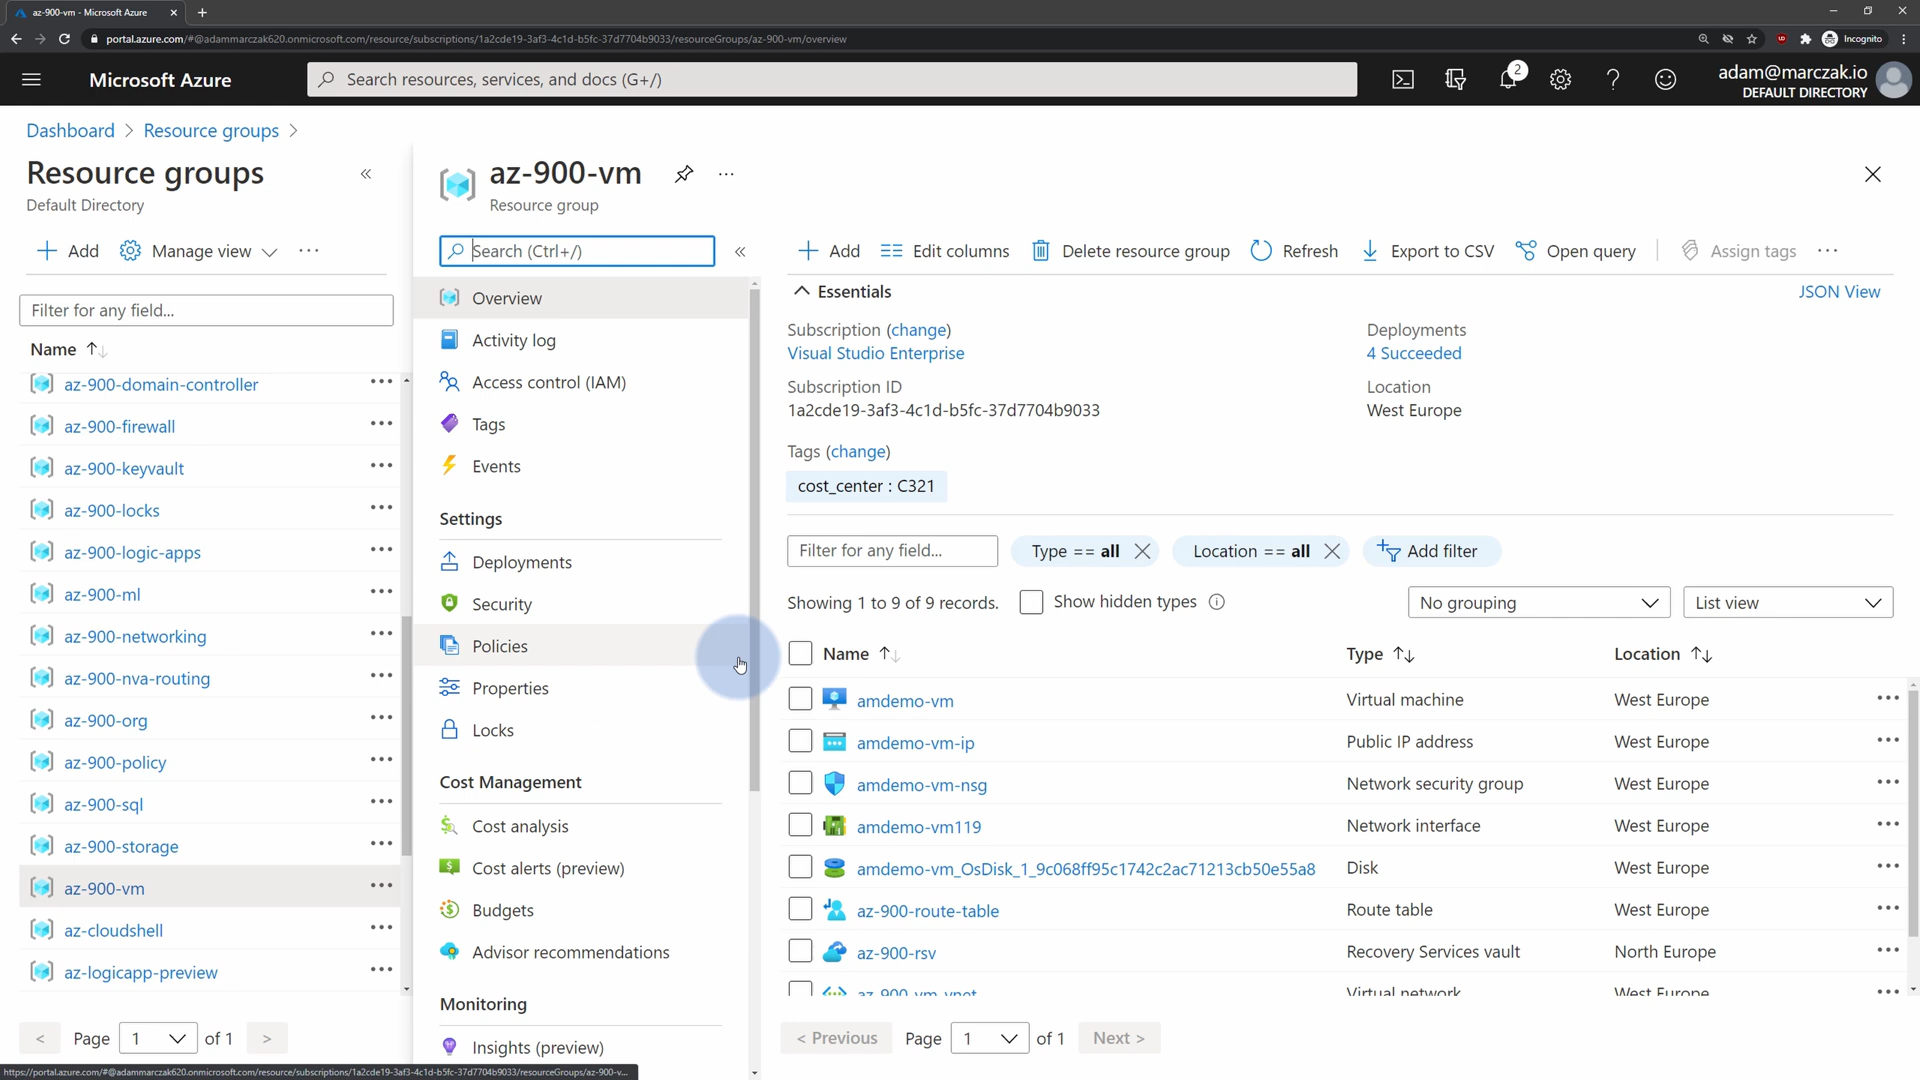 az-900-vm - Microsoft Azure
portal.azure.com/#@adammarczak620.onmicrosoft.com/resource/subscriptions/1a2cde19-3af3-4c1d-b5fc-37d7704b9033/resourceGroups/az-900-vm/overview
Incognito
Microsoft Azure
Search resources, services, and docs (G+/)
2
adam@marczak.io
DEFAULT DIRECTORY
Dashboard > Resource groups >
Resource groups
Default Directory
Add
Manage view
Filter for any field...
Name
az-900-domain-controller
az-900-firewall
az-900-keyvault
az-900-locks
az-900-logic-apps
az-900-ml
az-900-networking
az-900-nva-routing
az-900-org
az-900-policy
az-900-sql
az-900-storage
az-900-vm
az-cloudshell
az-logicapp-preview
< Page 1 of 1 >
az-900-vm
Resource group
Search (Ctrl+/)
Overview
Activity log
Access control (IAM)
Tags
Events
Settings
Deployments
Security
Policies
Properties
Locks
Cost Management
Cost analysis
Cost alerts (preview)
Budgets
Advisor recommendations
Monitoring
Insights (preview)
Add
Edit columns
Delete resource group
Refresh
Export to CSV
Open query
Assign tags
Essentials
JSON View
Subscription (change)
Visual Studio Enterprise
Deployments
4 Succeeded
Subscription ID
1a2cde19-3af3-4c1d-b5fc-37d7704b9033
Location
West Europe
Tags (change)
cost_center : C321
Filter for any field...
Type == all
Location == all
Add filter
Showing 1 to 9 of 9 records.
Show hidden types
No grouping
List view
Name Type Location
amdemo-vm Virtual machine West Europe
amdemo-vm-ip Public IP address West Europe
amdemo-vm-nsg Network security group West Europe
amdemo-vm119 Network interface West Europe
amdemo-vm_OsDisk_1_9c068ff95c1742c2ac71213cb50e55a8 Disk West Europe
az-900-route-table Route table West Europe
az-900-rsv Recovery Services vault North Europe
az-900-vm-vnet Virtual network West Europe
< Previous Page 1 of 1 Next >
https://portal.azure.com/#@adammarczak620.onmicrosoft.com/resource/subscriptions/1a2cde19-3af3-4c1d-b5fc-37d7704b9033/resourceGroups/az-900-v...